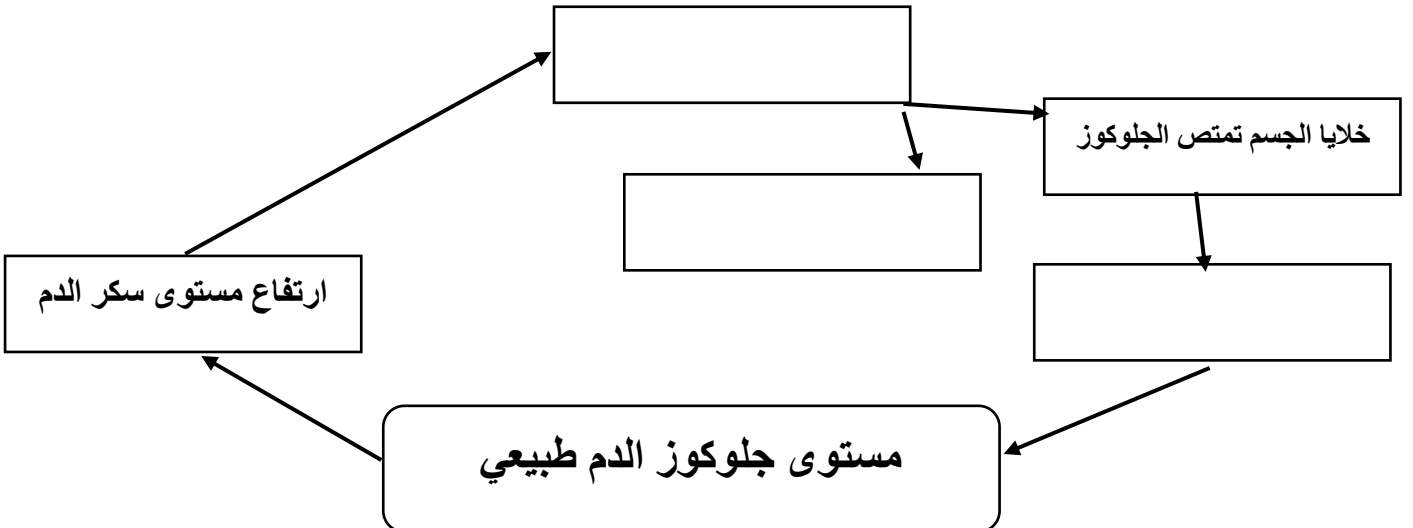 خلايا الجسم تمتص الجلوكوز
ارتفاع مستوى سكر الدم
مستوى جلوكوز الدم طبيعي